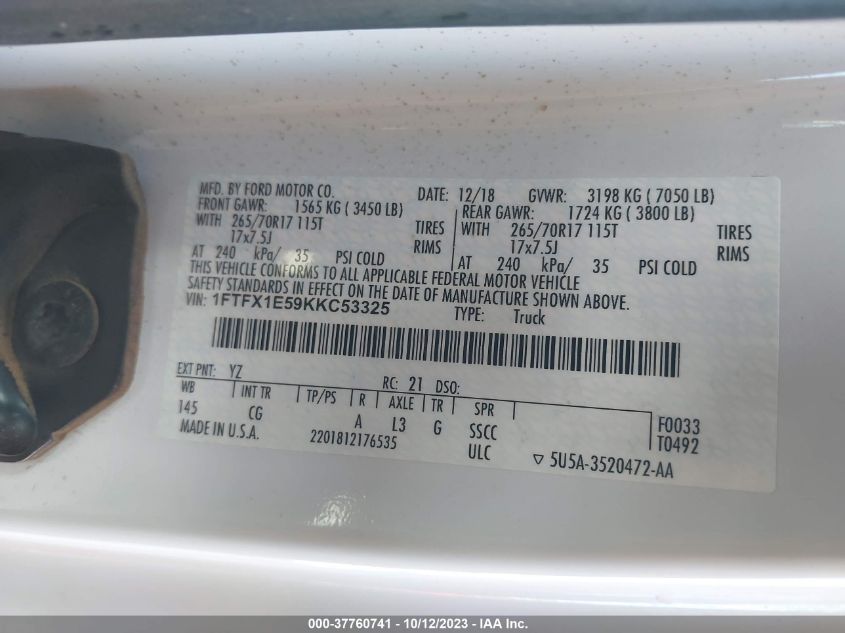 MFD. BY FORD MOTOR CO. DATE: 12/18 GVWR: 3198 KG ( 7050 LB)
FRONT GAWR: 1565 KG ( 3450 LB) REAR GAWR: 1724 KG ( 3800 LB)
WITH 265/70R17 115T TIRES WITH 265/70R17 115T TIRES
17x7.5J RIMS 17x7.5J RIMS
AT 240 kPa/ 35 PSI COLD AT 240 kPa/ 35 PSI COLD
THIS VEHICLE CONFORMS TO ALL APPLICABLE FEDERAL MOTOR VEHICLE
SAFETY STANDARDS IN EFFECT ON THE DATE OF MANUFACTURE SHOWN ABOVE.
VIN: 1FTFX1E59KKC53325 TYPE: Truck
EXT PNT: YZ RC: 21 DSO:
WB INT TR TP/PS R AXLE TR SPR
145 CG A L3 G SSCC F0033
MADE IN U.S.A. 2201812176535 ULC T0492
▽ 5U5A-3520472-AA
000-37760741 - 10/12/2023 - IAA Inc.